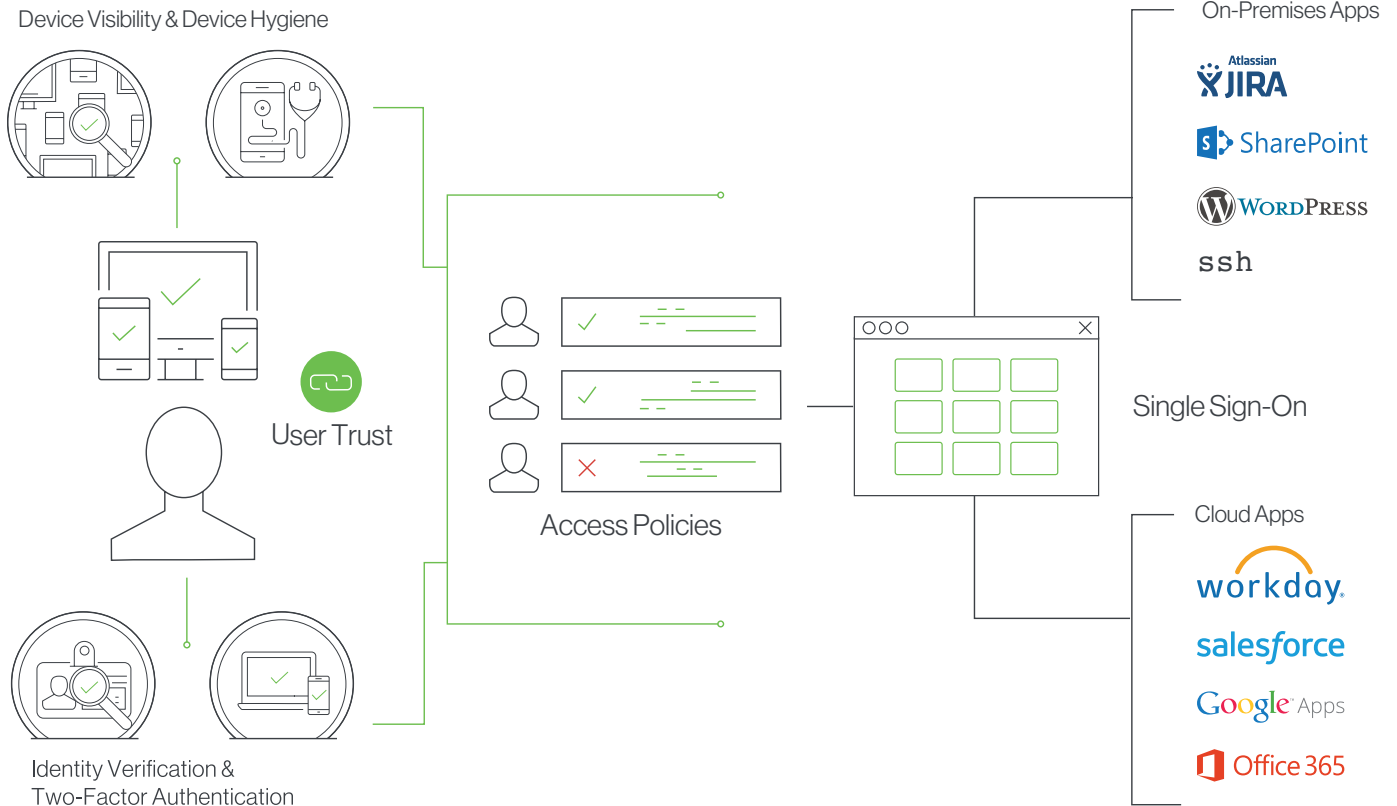 Device Visibility & Device Hygiene
User Trust
Identity Verification &
Two-Factor Authentication
Access Policies
On-Premises Apps
Atlassian
JIRA
S SharePoint
W WORDPRESS
ssh
Single Sign-On
Cloud Apps
workday.
salesforce
Google Apps
Office 365